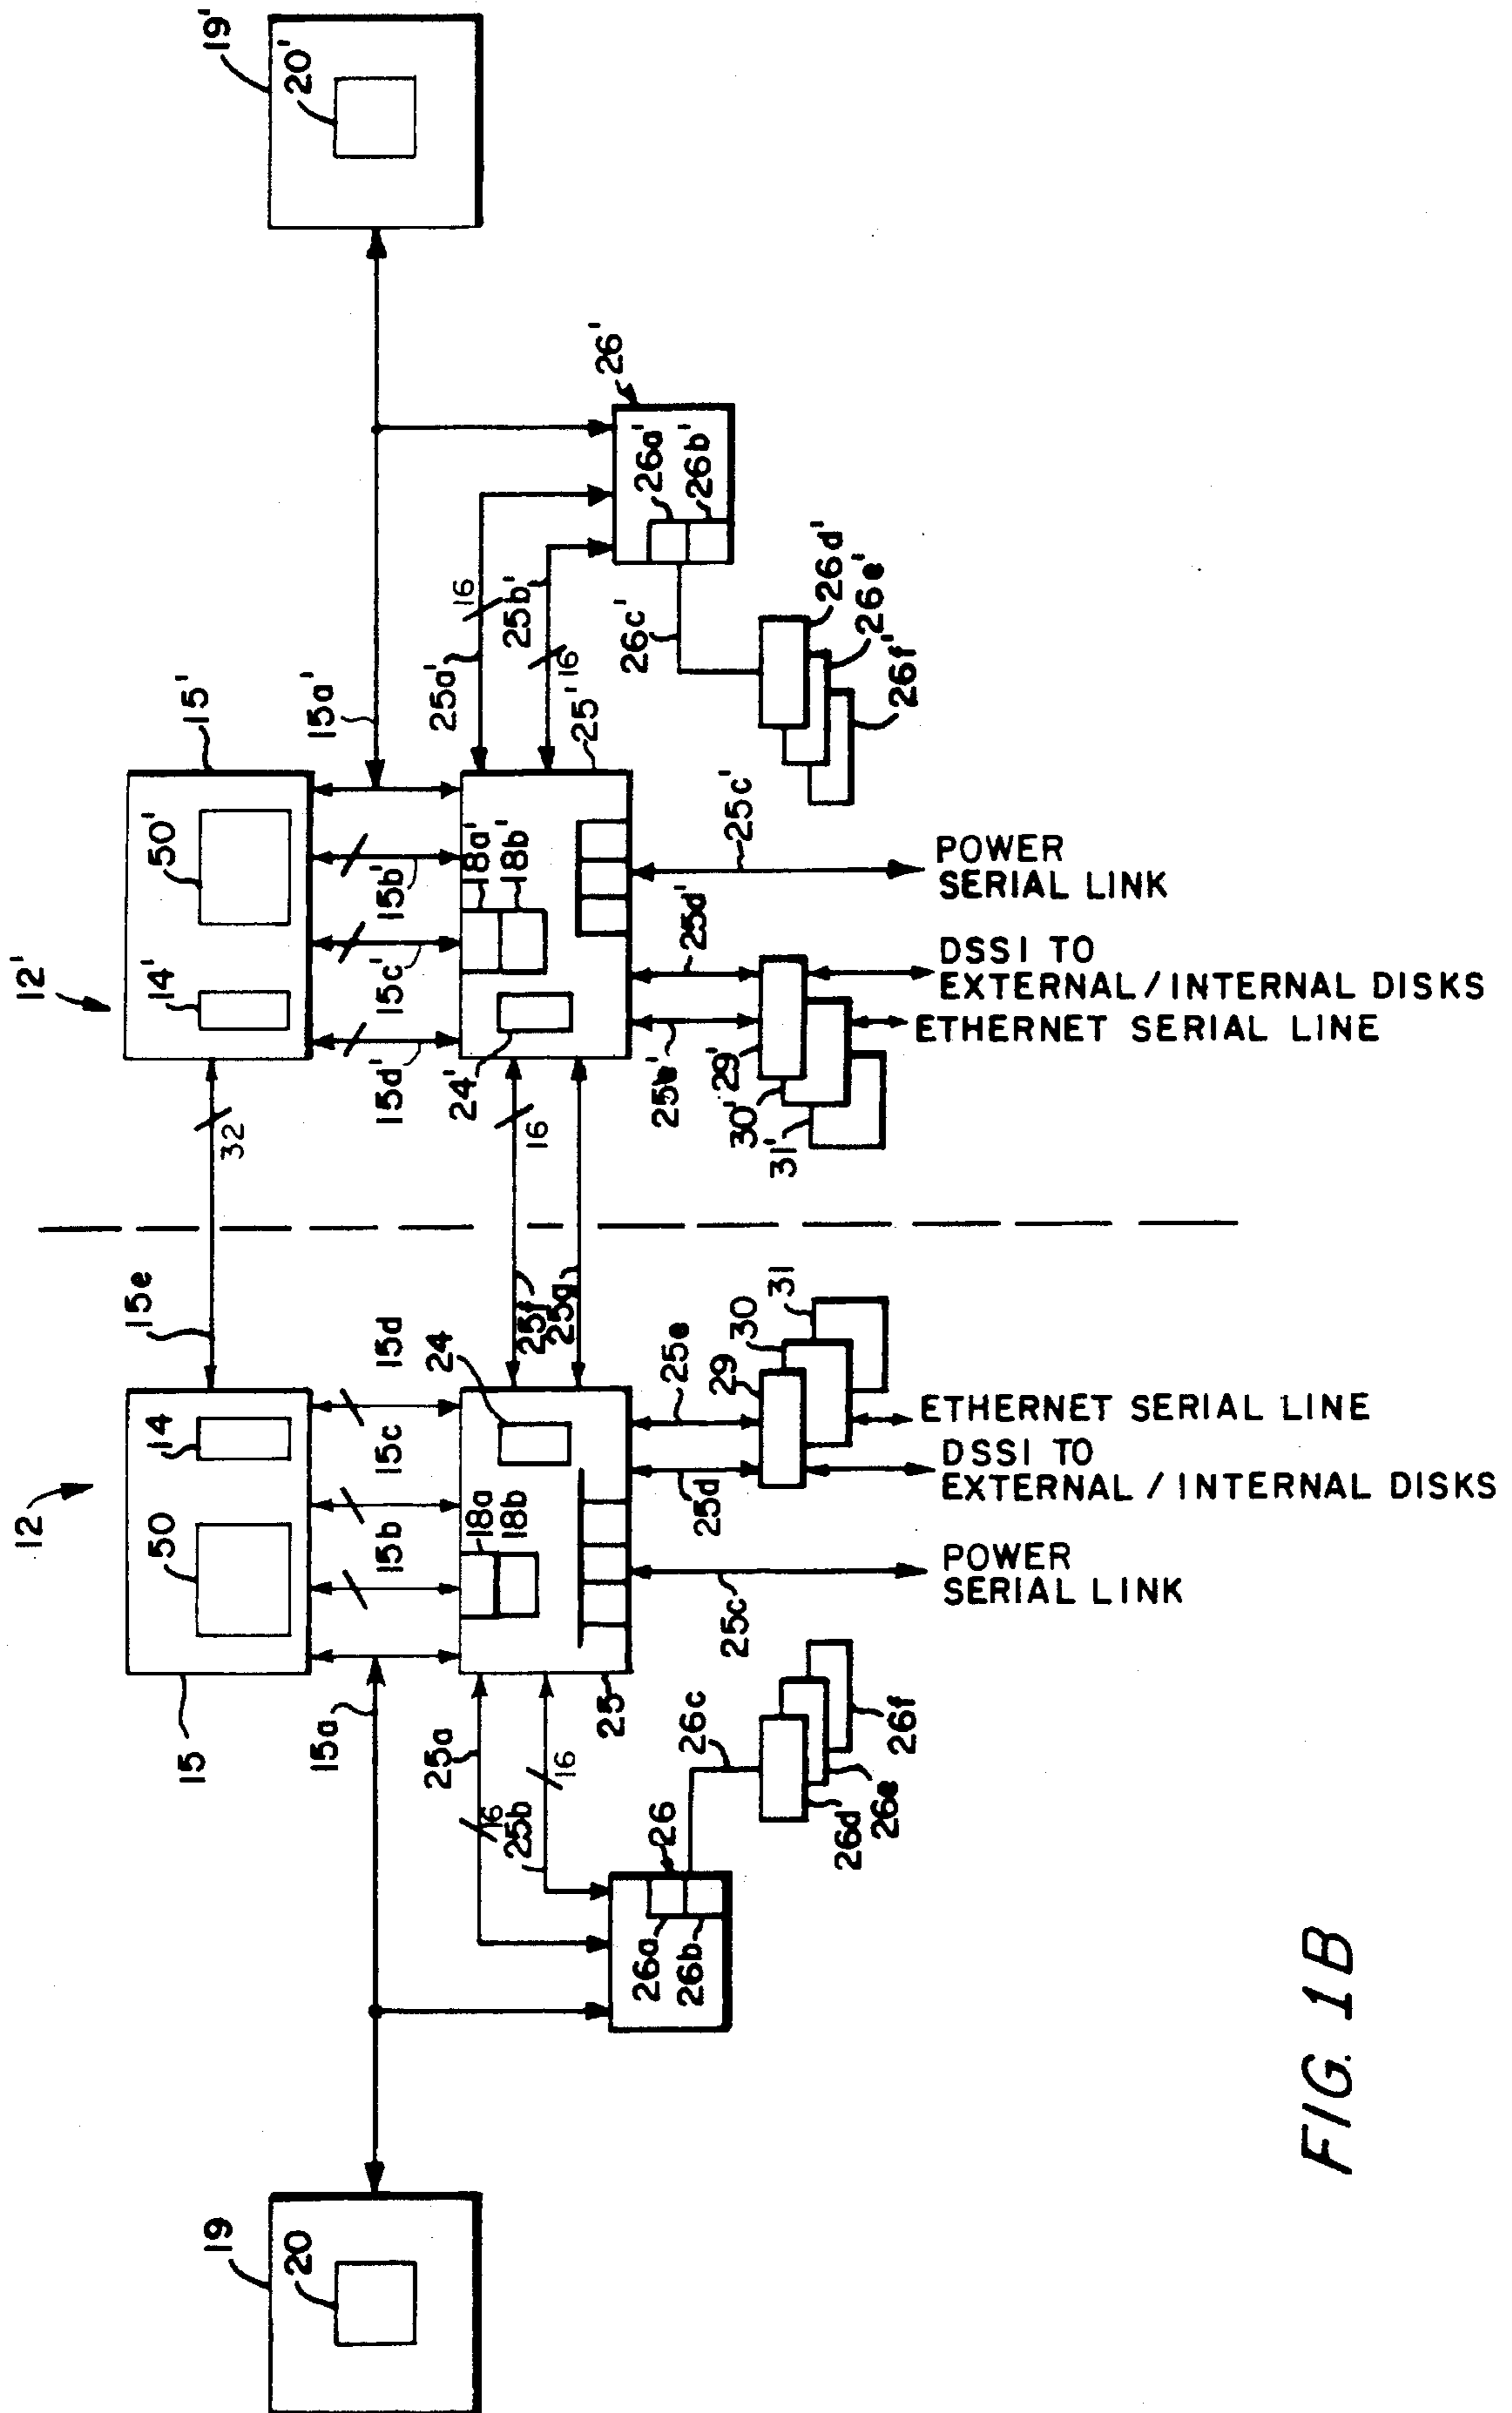 12
12'
15
50
14
15e
32
14'
50'
15'
19
20
15a
15b
15c
15d
15d'
15c'
15b'
15a'
19'
20'
25a
16
25b
16
18a
18b
24
25f
16
25g
24'
18a'
18b'
25a'
16
25b'
16
25
25'
26
26a
26b
26c
26d
26e
26f
25c
25d
25e
29
30
31
31'
30'
29'
25e'
25d'
25c'
26'
26a'
26b'
26c'
26d'
26e'
26f'
POWER
SERIAL LINK
DSSI TO
EXTERNAL / INTERNAL DISKS
ETHERNET SERIAL LINE
ETHERNET SERIAL LINE
DSSI TO
EXTERNAL/INTERNAL DISKS
POWER
SERIAL LINK
FIG. 1B